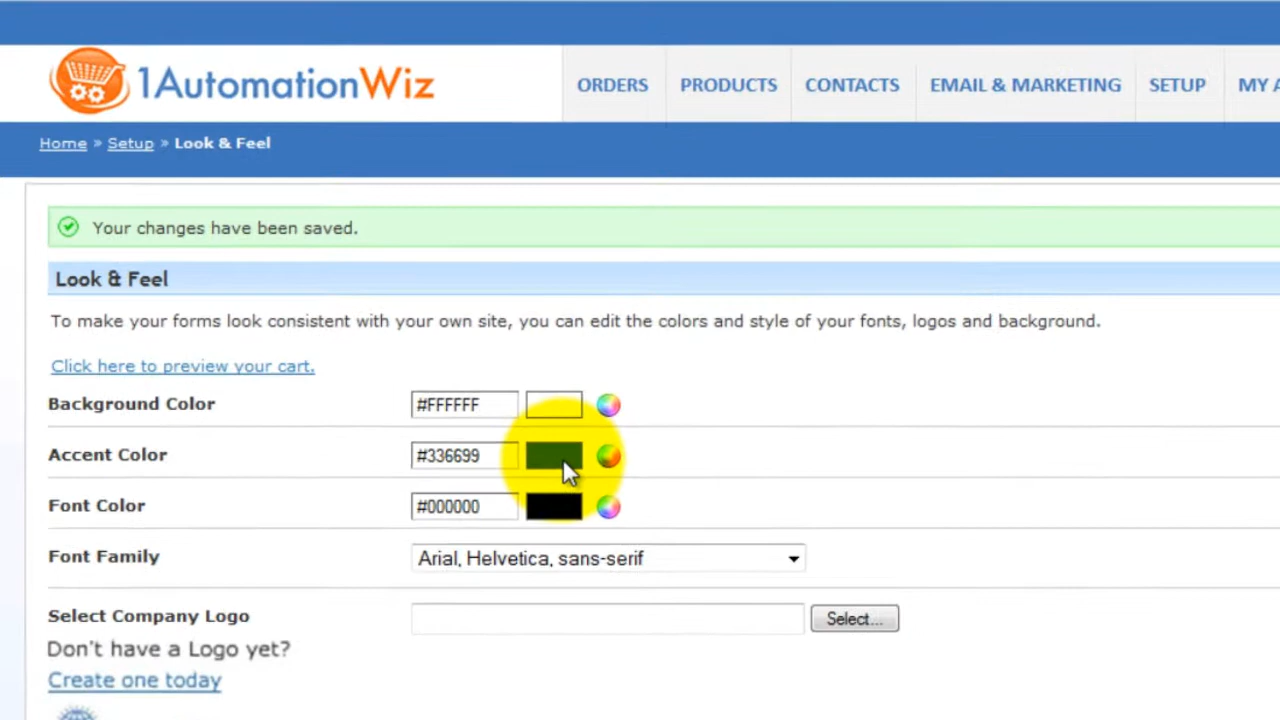 1AutomationWiz
ORDERS PRODUCTS CONTACTS EMAIL & MARKETING SETUP MY A
Home » Setup » Look & Feel
Your changes have been saved.
Look & Feel
To make your forms look consistent with your own site, you can edit the colors and style of your fonts, logos and background.
Click here to preview your cart.
Background Color #FFFFFF
Accent Color #336699
Font Color #000000
Font Family Arial, Helvetica, sans-serif
Select Company Logo Select...
Don't have a Logo yet?
Create one today